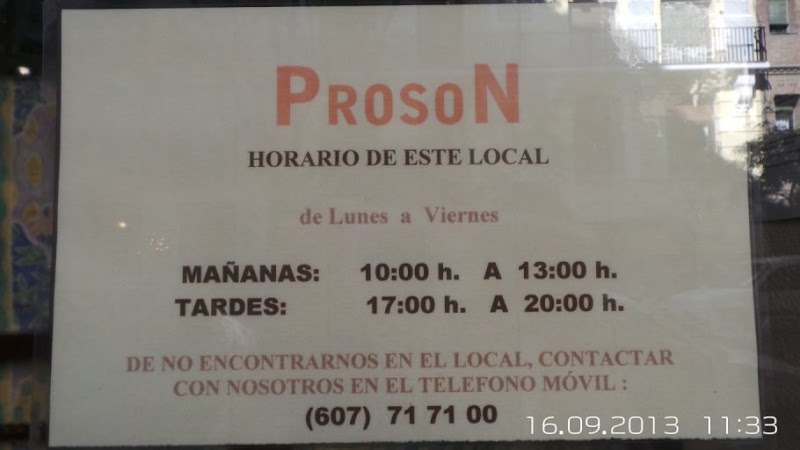 PROSON
HORARIO DE ESTE LOCAL
de Lunes a Viernes
MAÑANAS: 10:00 h. A 13:00 h.
TARDES: 17:00 h. A 20:00 h.
DE NO ENCONTRARNOS EN EL LOCAL, CONTACTAR
CON NOSOTROS EN EL TELEFONO MÓVIL :
(607) 71 71 00
16.09.2013 11:33